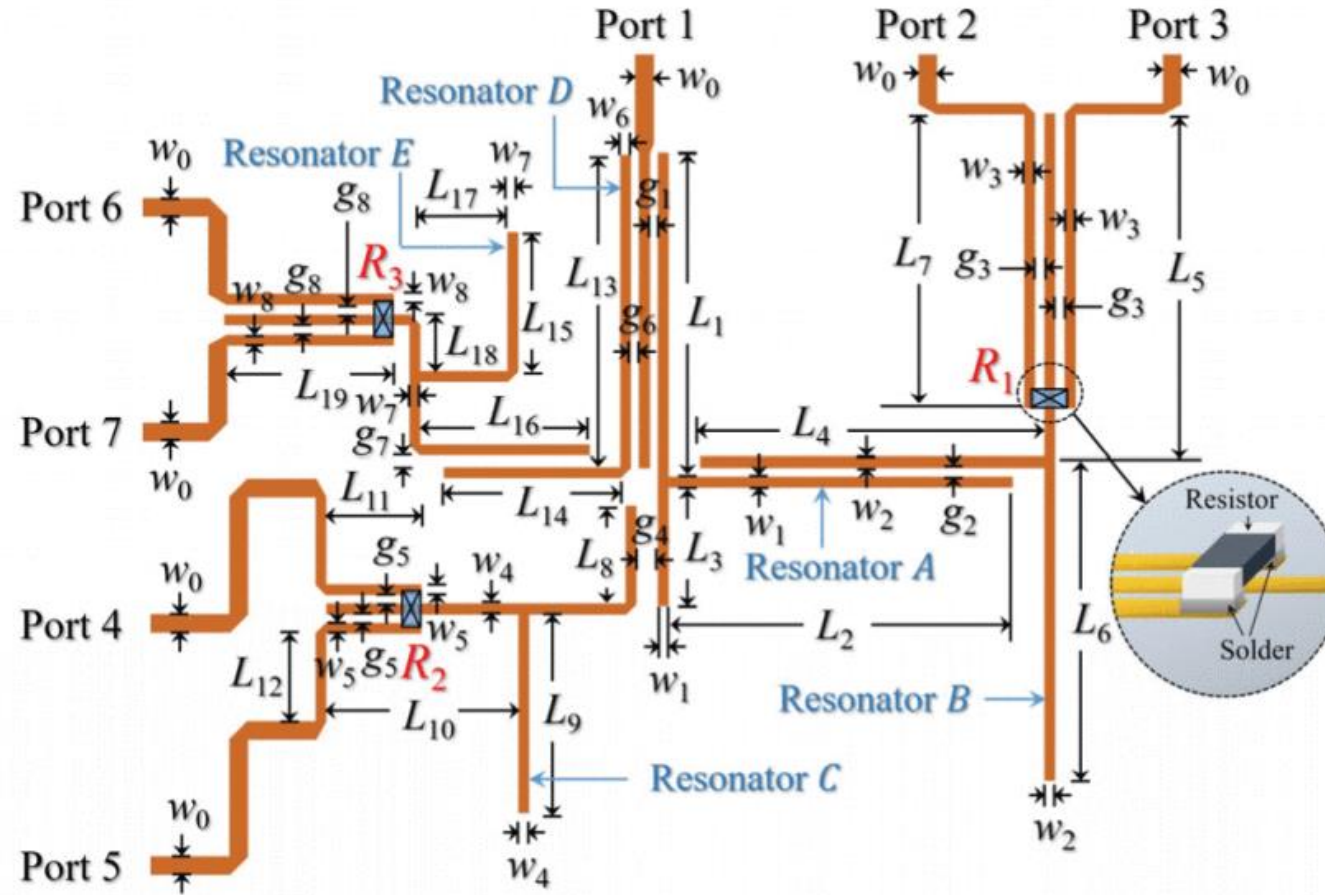 Port 1
Port 2
Port 3
w0
w0
w0
Resonator D
w6
Resonator E
w7
w0
L17
g1
w3
Port 6
g8
w3
R3
g8
w8
w8
L13
L7
g3
L5
L15
g6
L1
g3
L18
R1
L19
w7
Port 7
L16
L4
g7
w0
L11
L14
w1
w2
g2
Resistor
g5
g4
L8
L3
Resonator A
w0
w4
Port 4
w5
L2
L6
Solder
w5
g5
R2
L12
w1
L10
L9
Resonator B
Resonator C
w0
w2
Port 5
w4